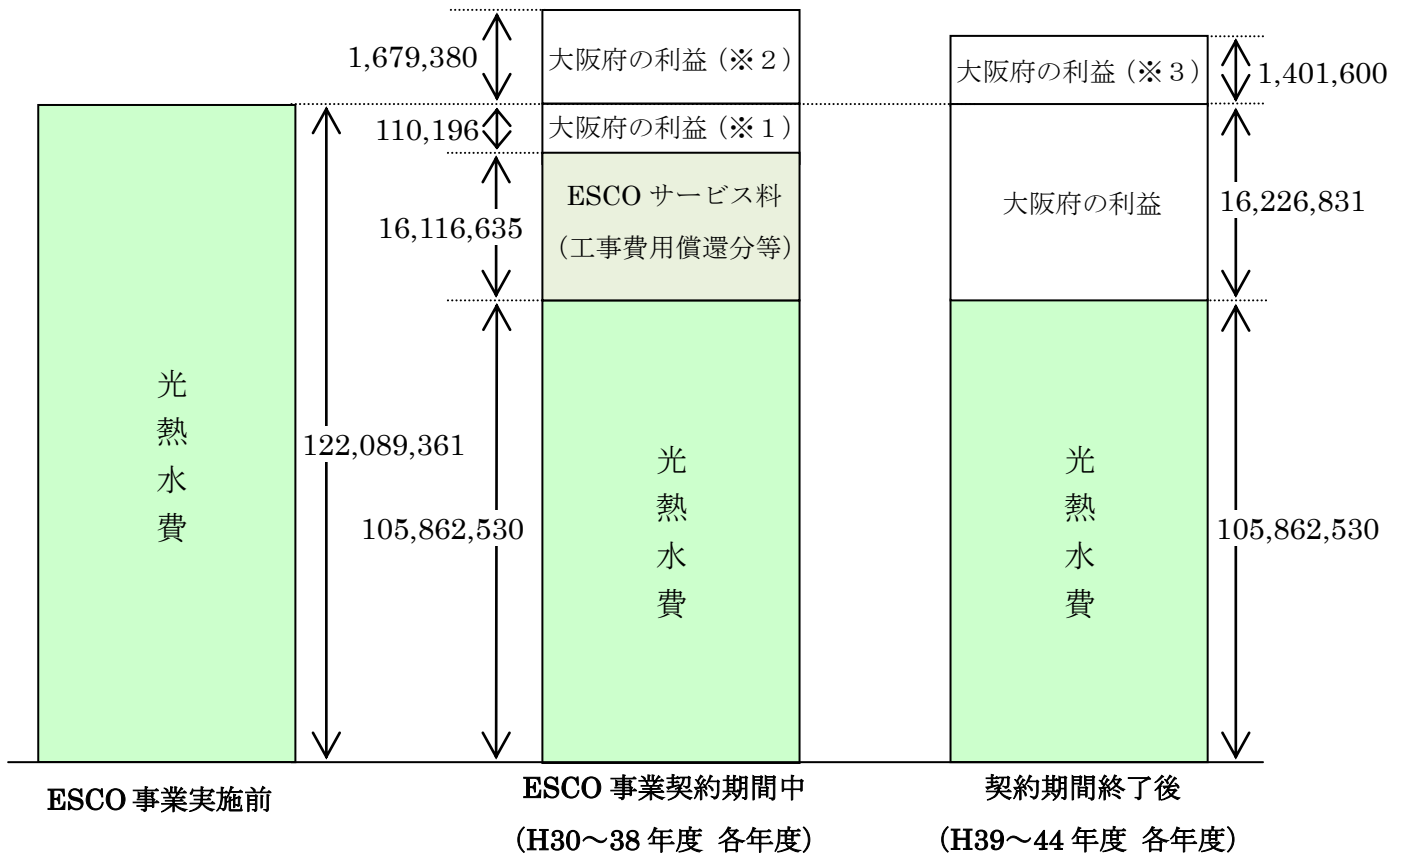 1,679,380
大阪府の利益（※２）
大阪府の利益（※３）
1,401,600
110,196
大阪府の利益（※１）
16,116,635
ESCO サービス料
（工事費用償還分等）
大阪府の利益
16,226,831
光
熱
水
費
122,089,361
105,862,530
光
熱
水
費
光
熱
水
費
105,862,530
ESCO 事業実施前
ESCO 事業契約期間中
（H30～38 年度 各年度）
契約期間終了後
（H39～44 年度 各年度）